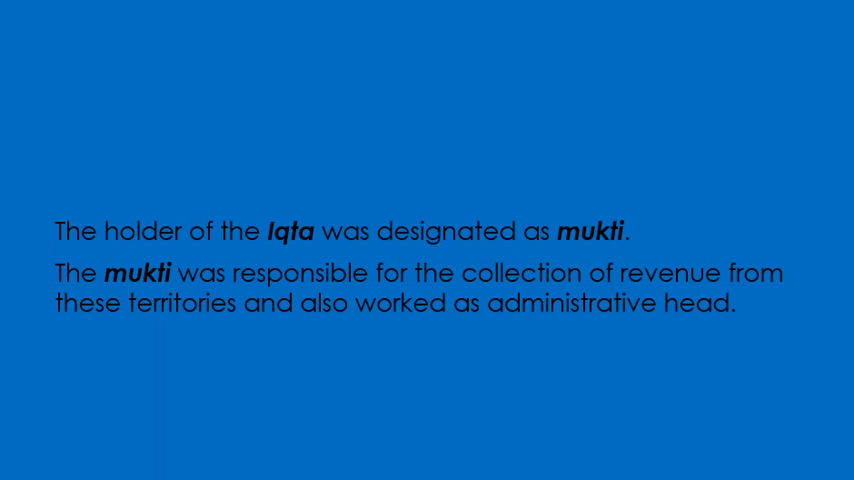 The holder of the Iqta was designated as mukti.
The mukti was responsible for the collection of revenue from
these territories and also worked as administrative head.